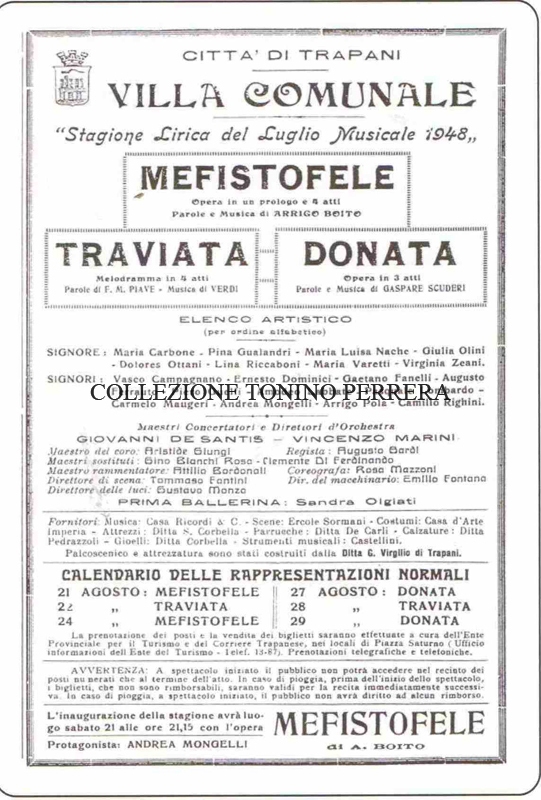 CITTA' DI TRAPANI
VILLA COMUNALE
"Stagione Lirica del Luglio Musicale 1948„
MEFISTOFELE
Opera in un prologo e 4 atti
Parole e Musica di ARRIGO BOITO
TRAVIATA
Melodramma in 4 atti
Parole di F. M. PIAVE - Musica di VERDI
DONATA
Opera in 3 atti
Parole e Musica di GASPARE SCUDERI
ELENCO ARTISTICO
(per ordine alfabetico)
SIGNORE : Maria Carbone - Pina Gualandri - Maria Luisa Nache - Giulia Olini
- Dolores Ottani - Lina Riccaboni - Maria Varetti - Virginia Zeani.
SIGNORI : Vasco Campagnano - Ernesto Dominici - Gaetano Fanelli - Augusto
COLLEZIONE TONINO PERRERA
Carmelo Maugeri - Andrea Mongelli - Arrigo Pola - Camillo Righini.
Maestri Concertatori e Direttori d'Orchestra
GIOVANNI DE SANTIS - VINCENZO MARINI
Maestro del coro: Aristide Giungi
Regista : Augusto Bardi
Maestri sostituti : Gino Bianchi Rosa - Clemente Di Ferdinando
Maestro rammentatore: Attilio Bordonali
Coreografa: Rosa Mazzoni
Direttore di scena: Tommaso Fantini
Dir. del macchinario: Emilio Fontana
Direttore delle luci: Gustavo Monzo
PRIMA BALLERINA: Sandra Olgiati
Fornitori: Musica: Casa Ricordi & C. - Scene: Ercole Sormani - Costumi: Casa d'Arte
Imperia - Attrezzi : Ditta S. Corbella - Parrucche : Ditta De Carli - Calzature : Ditta
Pedrazzoli - Gioelli: Ditta Corbella - Strumenti musicali : Castellini.
Palcoscenico e attrezzatura sono stati costruiti dalla Ditta G. Virgilio di Trapani.
CALENDARIO DELLE RAPPRESENTAZIONI NORMALI
21 AGOSTO : MEFISTOFELE
27 AGOSTO : DONATA
22 „ TRAVIATA
28 „ TRAVIATA
24 „ MEFISTOFELE
29 „ DONATA
La prenotazione dei posti e la vendita dei biglietti saranno effettuate a cura dell'Ente
Provinciale per il Turismo e del Corriere Trapanese, nei locali di Piazza Saturno (Ufficio
informazioni dell'Ente del Turismo - Telef. 13-87). Prenotazioni telegrafiche e telefoniche.
AVVERTENZA: A spettacolo iniziato il pubblico non potrà accedere nel recinto dei
posti numerati che al termine dell'atto. In caso di pioggia, prima dell'inizio dello spettacolo,
i biglietti, che non sono rimborsabili, saranno validi per la recita immediatamente successi-
va. In caso di pioggia, a spettacolo iniziato, il pubblico non avrà diritto ad alcun rimborso.
L'inaugurazione della stagione avrà luo-
go sabato 21 alle ore 21,15 con l'opera
Protagonista: ANDREA MONGELLI
MEFISTOFELE
di A. BOITO